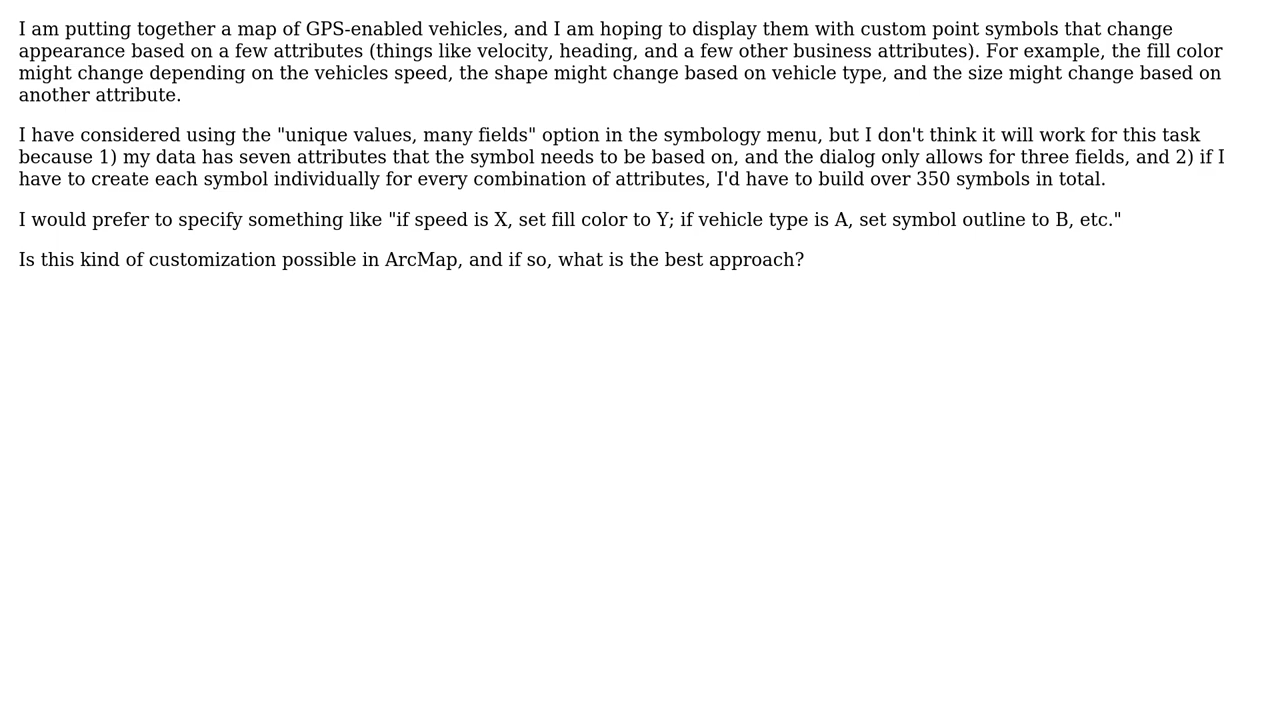 I am putting together a map of GPS-enabled vehicles, and I am hoping to display them with custom point symbols that change
appearance based on a few attributes (things like velocity, heading, and a few other business attributes). For example, the fill color
might change depending on the vehicles speed, the shape might change based on vehicle type, and the size might change based on
another attribute.
I have considered using the "unique values, many fields" option in the symbology menu, but I don't think it will work for this task
because 1) my data has seven attributes that the symbol needs to be based on, and the dialog only allows for three fields, and 2) if I
have to create each symbol individually for every combination of attributes, I'd have to build over 350 symbols in total.
I would prefer to specify something like "if speed is X, set fill color to Y; if vehicle type is A, set symbol outline to B, etc."
Is this kind of customization possible in ArcMap, and if so, what is the best approach?